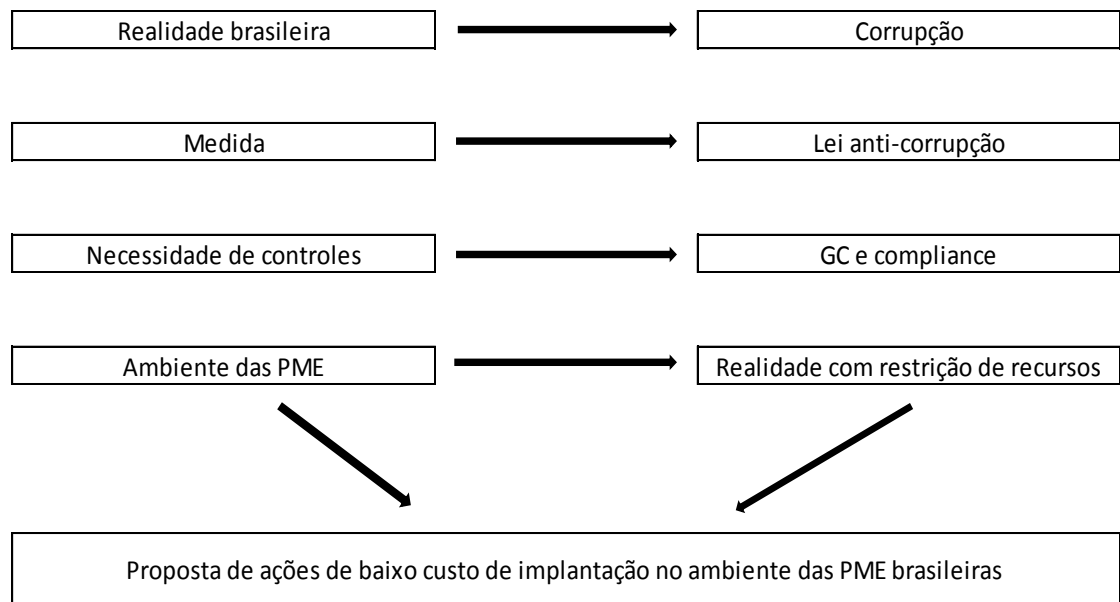 Realidade brasileira
Corrupção
Medida
Lei anti-corrupção
Necessidade de controles
GC e compliance
Ambiente das PME
Realidade com restrição de recursos
Proposta de ações de baixo custo de implantação no ambiente das PME brasileiras